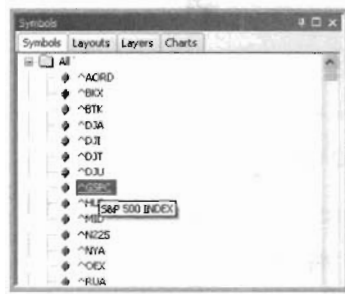 Symbols
Symbols Layouts Layers Charts
All
^AORD
^BKX
^BTK
^DJA
^DJI
^DJT
^DJU
^GSPC
S&P 500 INDEX
^MID
^N225
^NYA
^OEX
^RUA